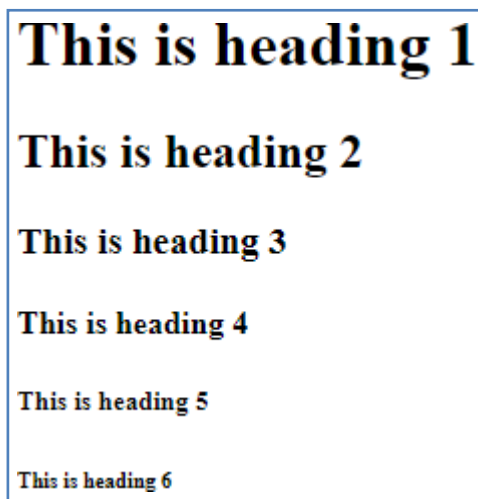 This is heading 1
This is heading 2
This is heading 3
This is heading 4
This is heading 5
This is heading 6